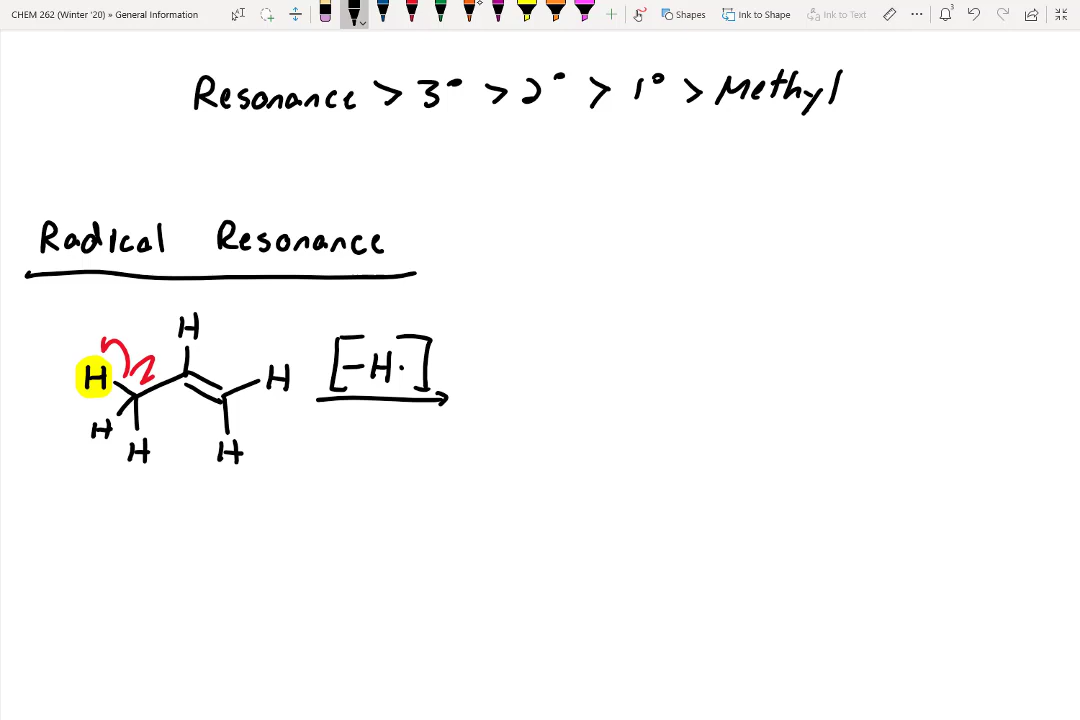 CHEM 262 (Winter '20) » General Information
Shapes
Ink to Shape
Ink to Text
3
Resonance > 3° > 2° > 1° > Methyl
Radical Resonance
H
H
H
[-H·]
H
H
H